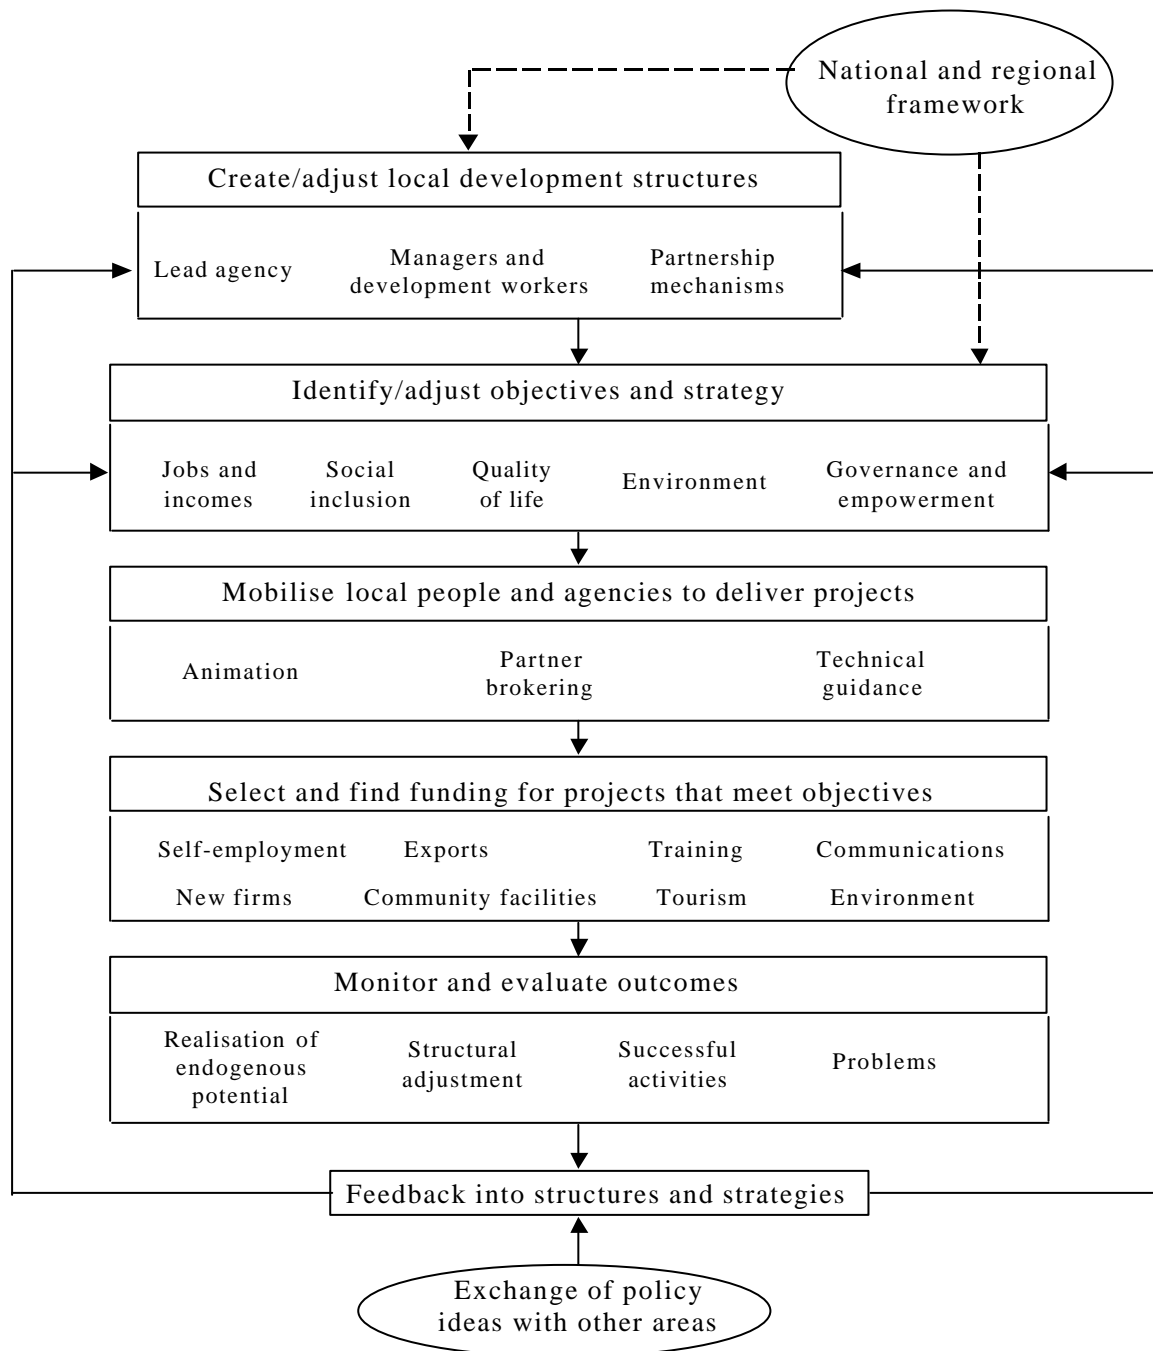 National and regional
framework
Create/adjust local development structures
Lead agency
Managers and
development workers
Partnership
mechanisms
Identify/adjust objectives and strategy
Jobs and
incomes
Social
inclusion
Quality
of life
Environment
Governance and
empowerment
Mobilise local people and agencies to deliver projects
Animation
Partner
brokering
Technical
guidance
Select and find funding for projects that meet objectives
Self-employment
Exports
Training
Communications
New firms
Community facilities
Tourism
Environment
Monitor and evaluate outcomes
Realisation of
endogenous
potential
Structural
adjustment
Successful
activities
Problems
Feedback into structures and strategies
Exchange of policy
ideas with other areas